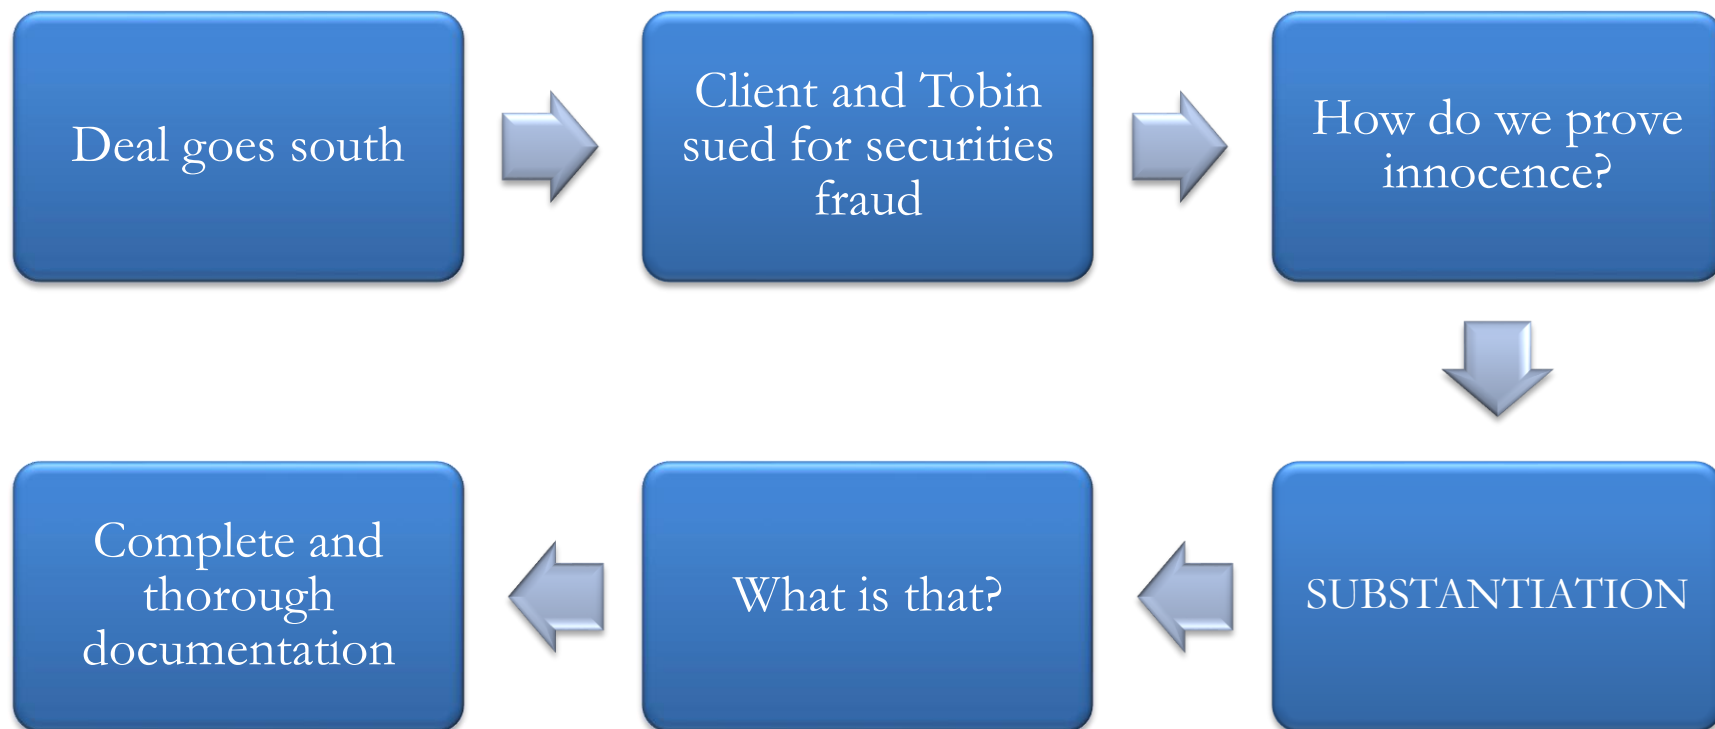 Deal goes south
Client and Tobin
sued for securities
fraud
How do we prove
innocence?
SUBSTANTIATION
What is that?
Complete and
thorough
documentation